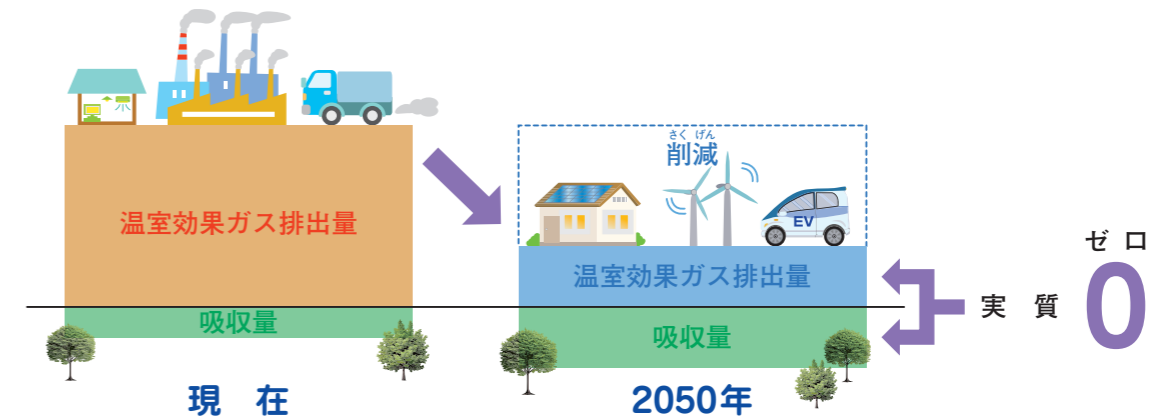 温室効果ガス排出量
吸収量
現 在
さく げん
削減
EV
温室効果ガス排出量
吸収量
2050年
実 質
ゼロ
0